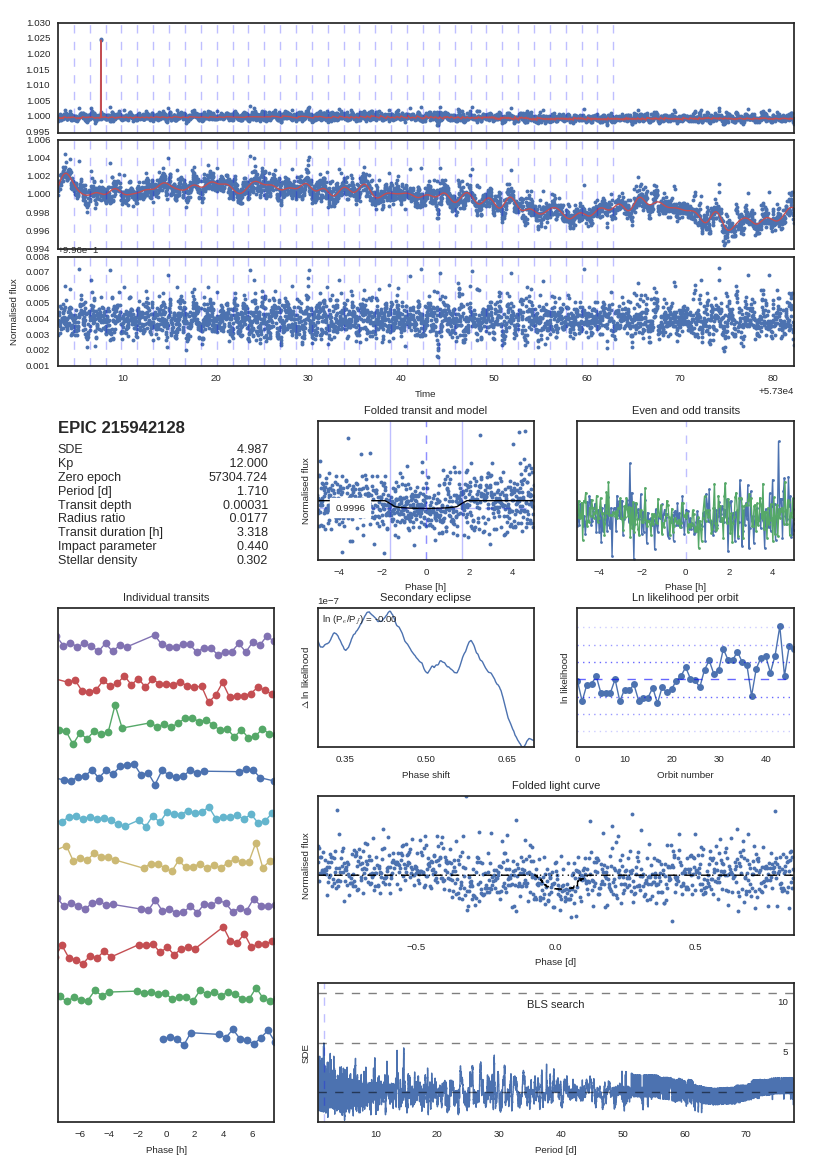 1.030
1.025
1.020
1.015
1.010
1.005
1.000
0.995
1.006
1.004
1.002
1.000
0.998
0.996
0.994
+9.96e−1
0.008
0.007
0.006
0.005
0.004
0.003
0.002
0.001
Normalised flux
10 20 30 40 50 60 70 80
Time
+5.73e4
EPIC 215942128
SDE 4.987
Kp 12.000
Zero epoch 57304.724
Period [d] 1.710
Transit depth 0.00031
Radius ratio 0.0177
Transit duration [h] 3.318
Impact parameter 0.440
Stellar density 0.302
Folded transit and model
Normalised flux
0.9996
−4 −2 0 2 4
Phase [h]
Even and odd transits
−4 −2 0 2 4
Phase [h]
Individual transits
−6 −4 −2 0 2 4 6
Phase [h]
Secondary eclipse
1e−7
Δ ln likelihood
0.35 0.50 0.65
Phase shift
Ln likelihood per orbit
ln likelihood
0 10 20 30 40
Orbit number
Folded light curve
Normalised flux
−0.5 0.0 0.5
Phase [d]
BLS search
10
5
SDE
10 20 30 40 50 60 70
Period [d]